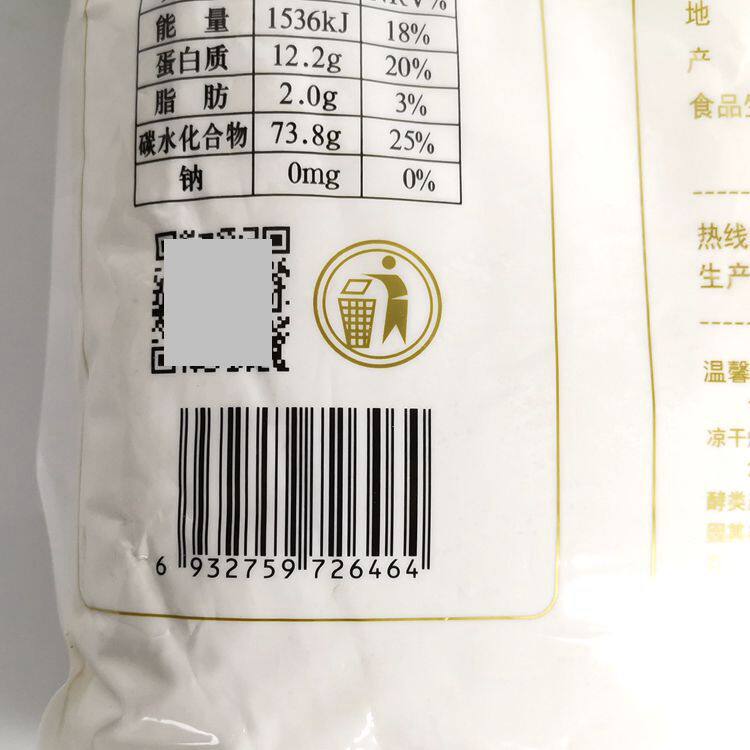 NRV%
能 量 1536kJ 18%
蛋白质 12.2g 20%
脂 肪 2.0g 3%
碳水化合物 73.8g 25%
钠 0mg 0%
6 932759 726464
地
产
食品生
热线
生产
温馨
凉干
酵类